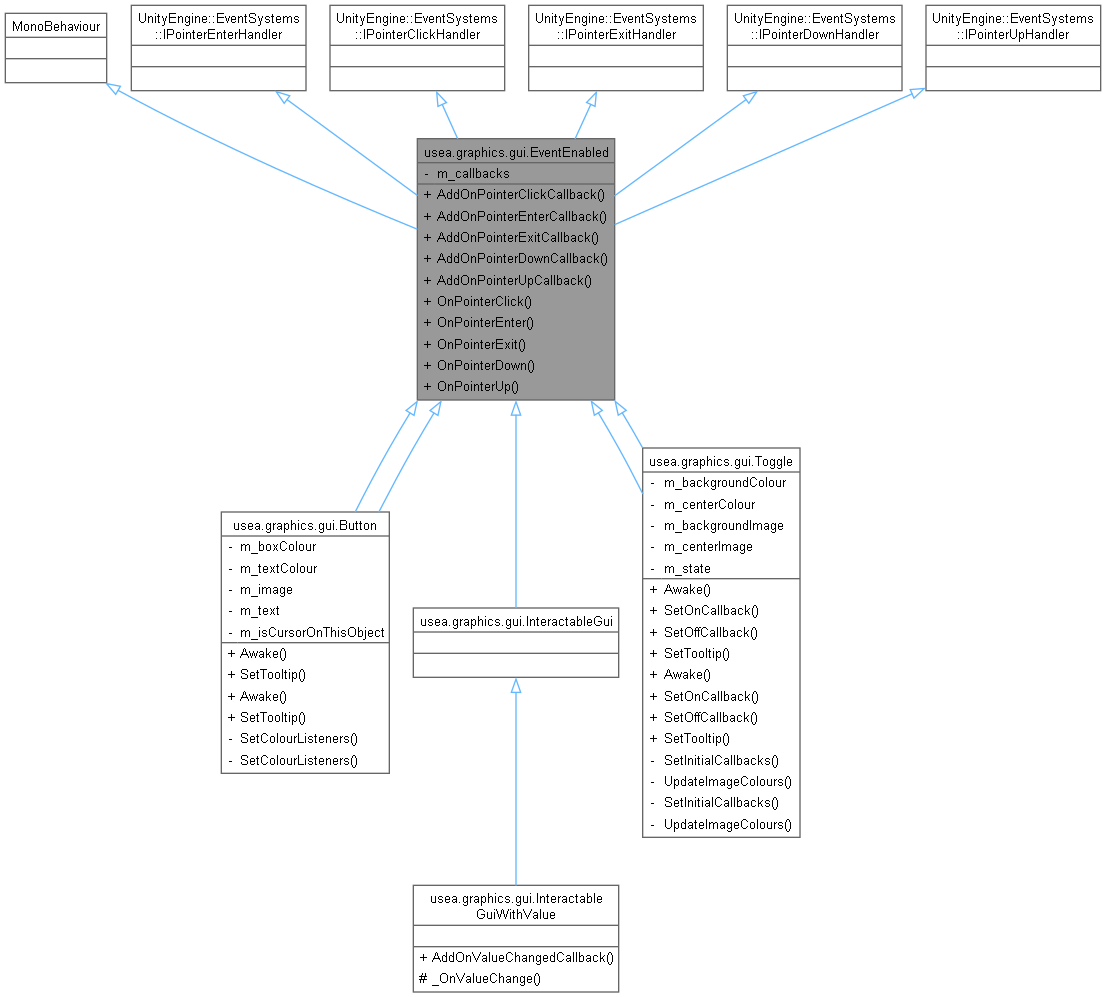 MonoBehaviour
UnityEngine::EventSystems
::IPointerEnterHandler
UnityEngine::EventSystems
::IPointerClickHandler
UnityEngine::EventSystems
::IPointerExitHandler
UnityEngine::EventSystems
::IPointerDownHandler
UnityEngine::EventSystems
::IPointerUpHandler
usea.graphics.gui.EventEnabled
- m_callbacks
+ AddOnPointerClickCallback()
+ AddOnPointerEnterCallback()
+ AddOnPointerExitCallback()
+ AddOnPointerDownCallback()
+ AddOnPointerUpCallback()
+ OnPointerClick()
+ OnPointerEnter()
+ OnPointerExit()
+ OnPointerDown()
+ OnPointerUp()
usea.graphics.gui.Button
- m_boxColour
- m_textColour
- m_image
- m_text
- m_isCursorOnThisObject
+ Awake()
+ SetTooltip()
+ Awake()
+ SetTooltip()
- SetColourListeners()
- SetColourListeners()
usea.graphics.gui.InteractableGui
usea.graphics.gui.Toggle
- m_backgroundColour
- m_centerColour
- m_backgroundImage
- m_centerImage
- m_state
+ Awake()
+ SetOnCallback()
+ SetOffCallback()
+ SetTooltip()
+ Awake()
+ SetOnCallback()
+ SetOffCallback()
+ SetTooltip()
- SetInitialCallbacks()
- UpdateImageColours()
- SetInitialCallbacks()
- UpdateImageColours()
usea.graphics.gui.Interactable
GuiWithValue
+ AddOnValueChangedCallback()
# _OnValueChange()